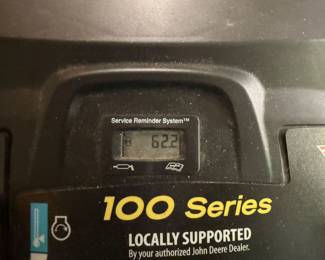 Service Reminder System™
62.2
100 Series
LOCALLY SUPPORTED
By your authorized John Deere Dealer.